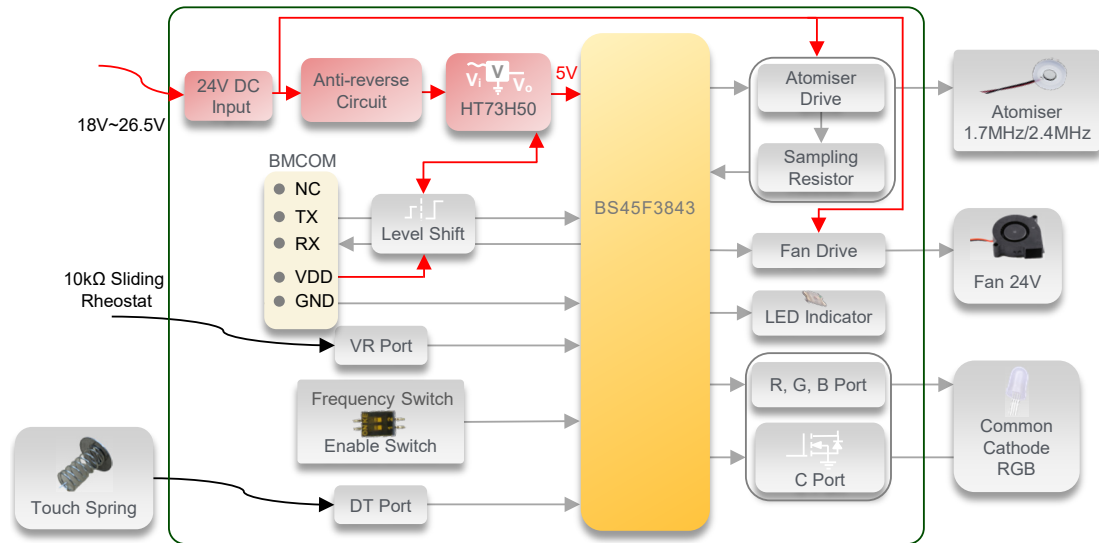 24V DC
Input
Anti-reverse
Circuit
Vi
V
Vo
HT73H50
5V
18V~26.5V
BMCOM
NC
TX
RX
VDD
GND
Level Shift
10kΩ Sliding
Rheostat
VR Port
Frequency Switch
Enable Switch
Touch Spring
DT Port
BS45F3843
Atomiser
Drive
Sampling
Resistor
Atomiser
1.7MHz/2.4MHz
Fan Drive
Fan 24V
LED Indicator
R, G, B Port
C Port
Common
Cathode
RGB